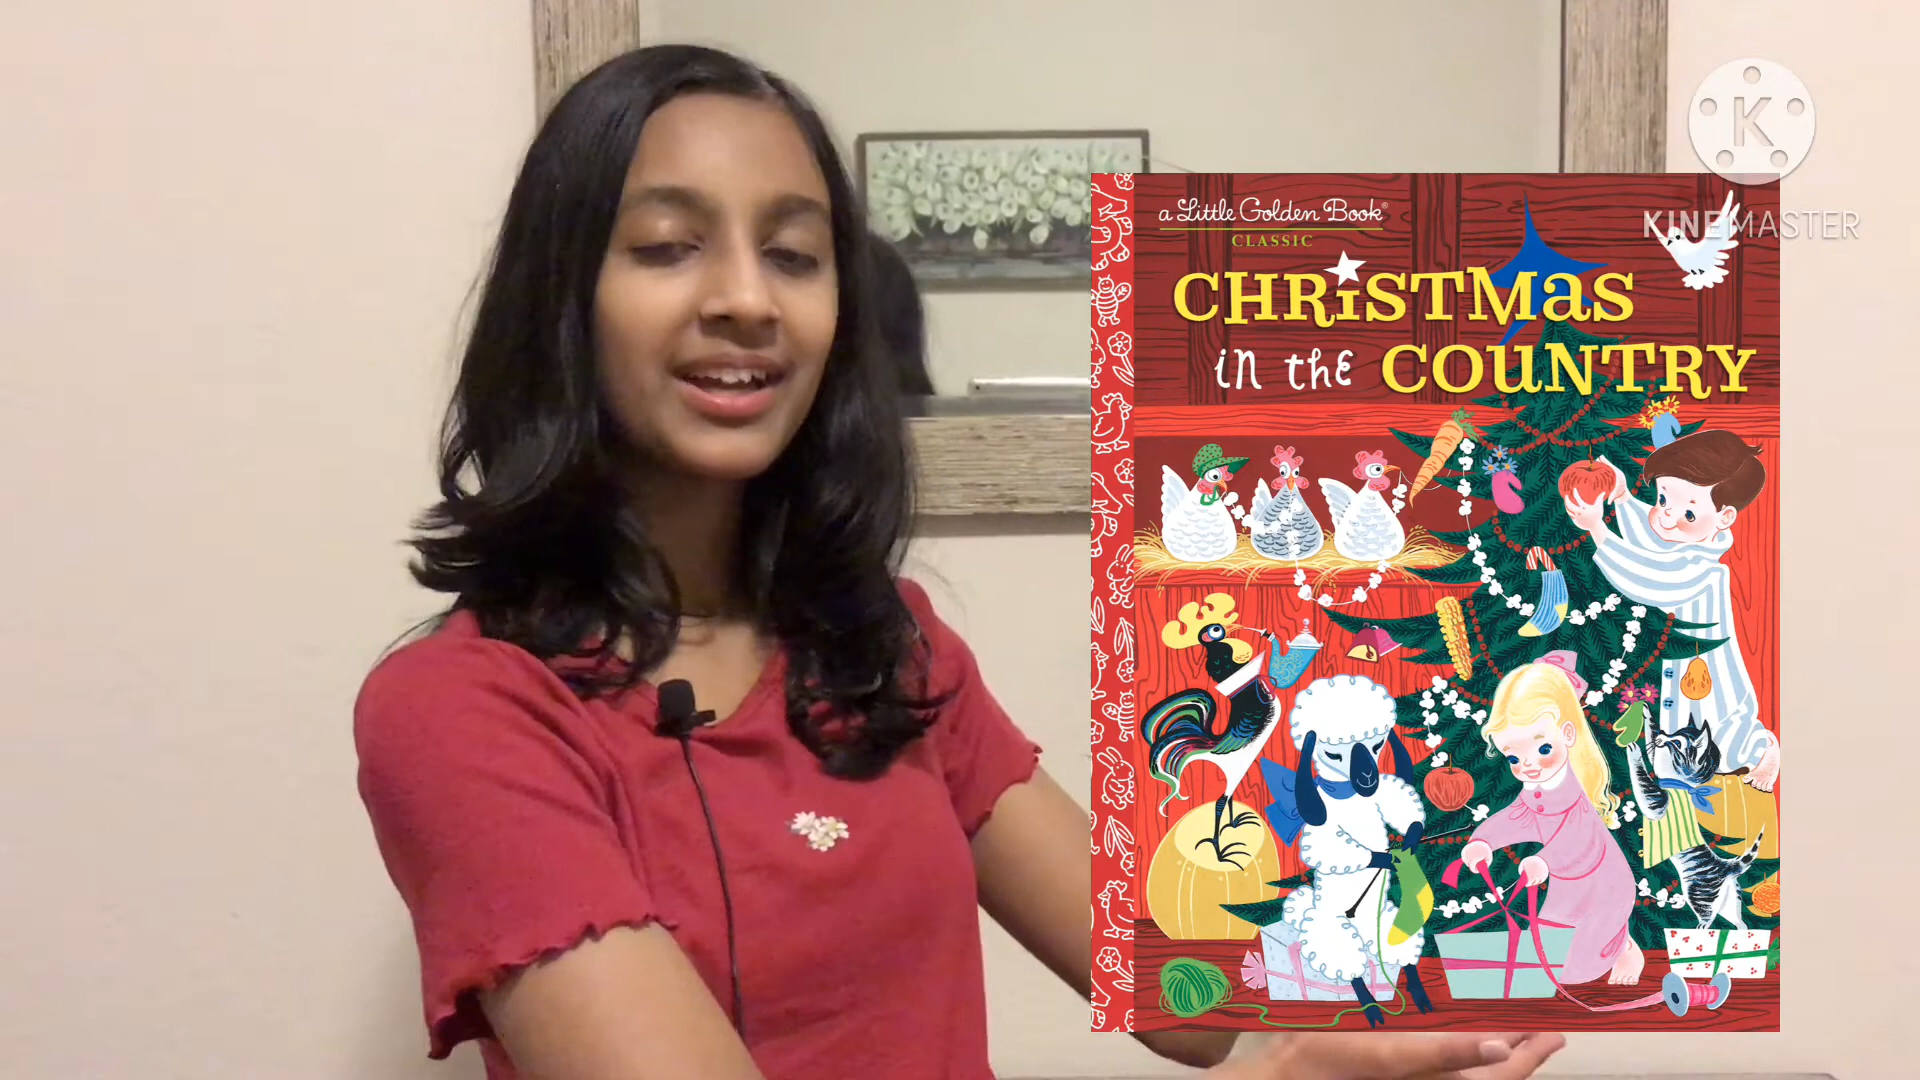 K
KINEMASTER
a Little Golden Book®
CLASSIC
CHRiSTMaS
in the COuNTRY